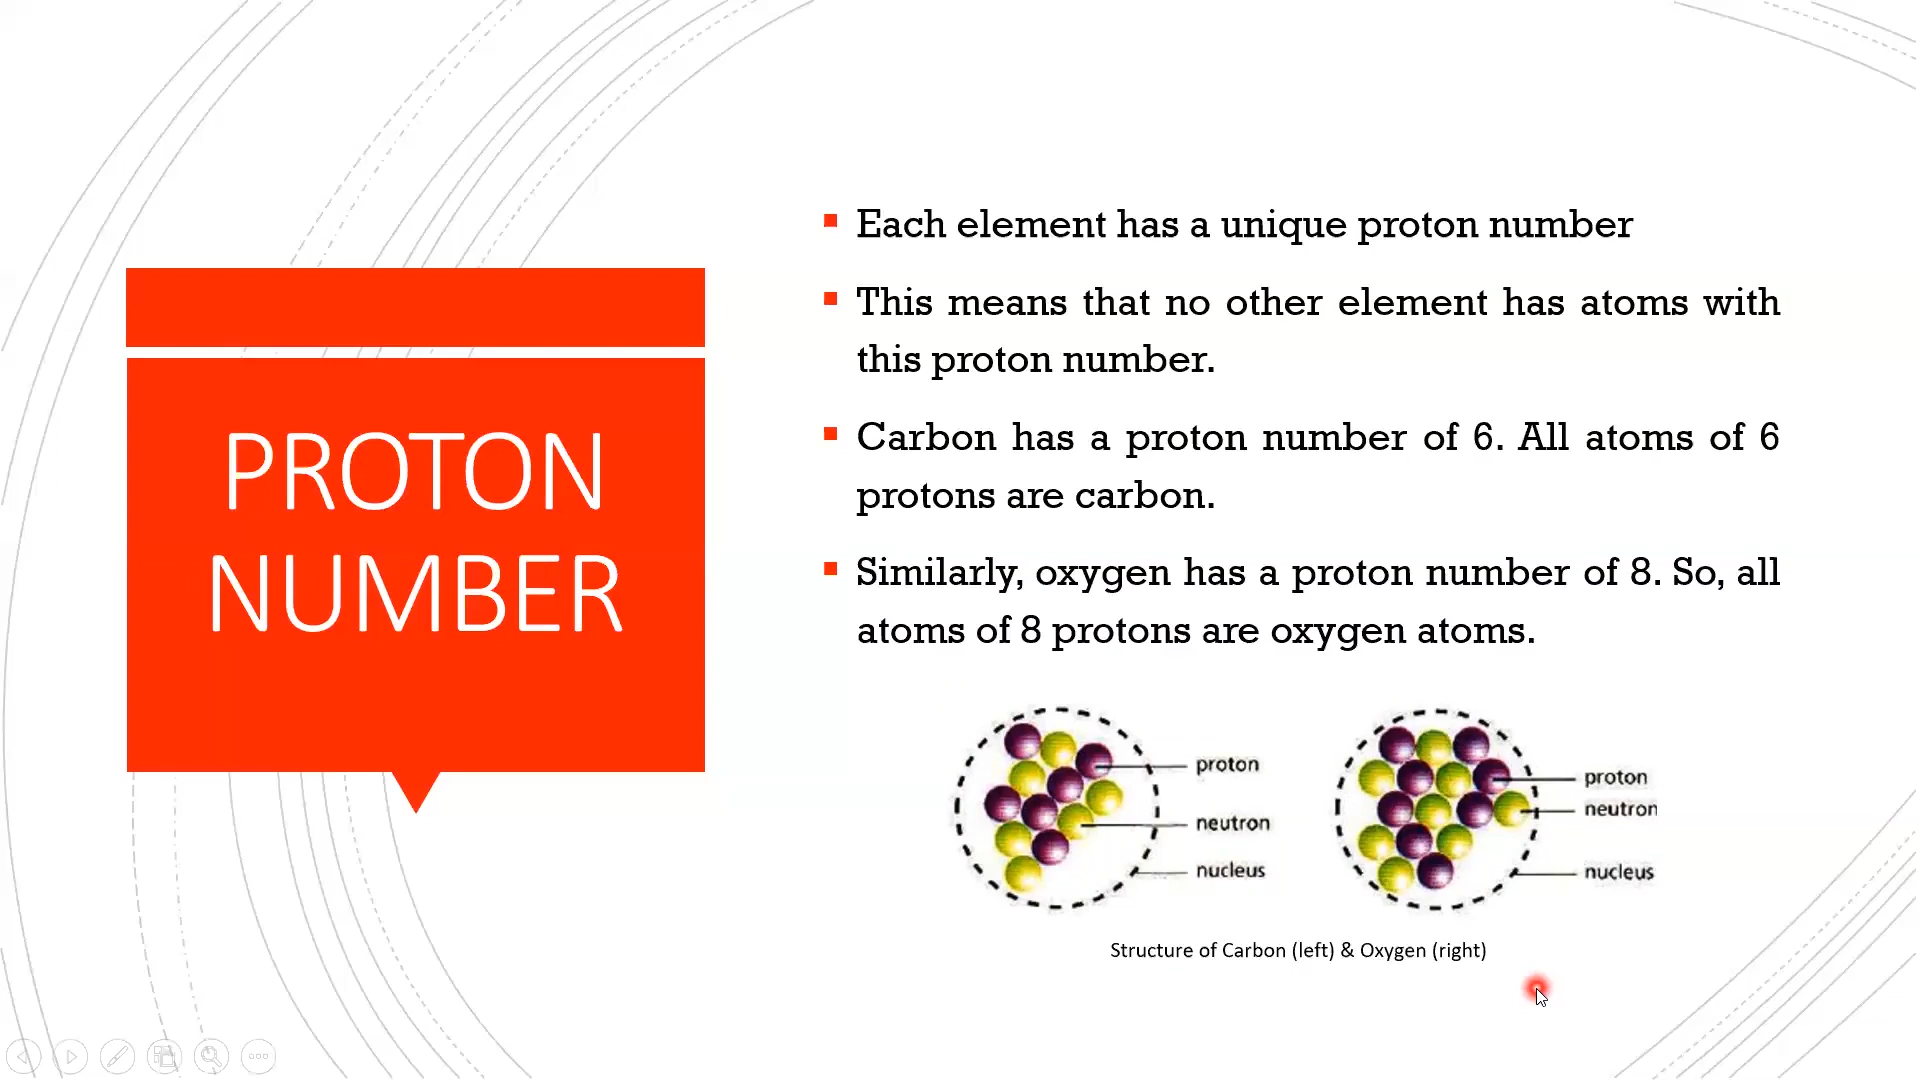 PROTON
NUMBER
Each element has a unique proton number
This means that no other element has atoms with
this proton number.
Carbon has a proton number of 6. All atoms of 6
protons are carbon.
Similarly, oxygen has a proton number of 8. So, all
atoms of 8 protons are oxygen atoms.
proton
neutron
nucleus
proton
neutron
nucleus
Structure of Carbon (left) & Oxygen (right)